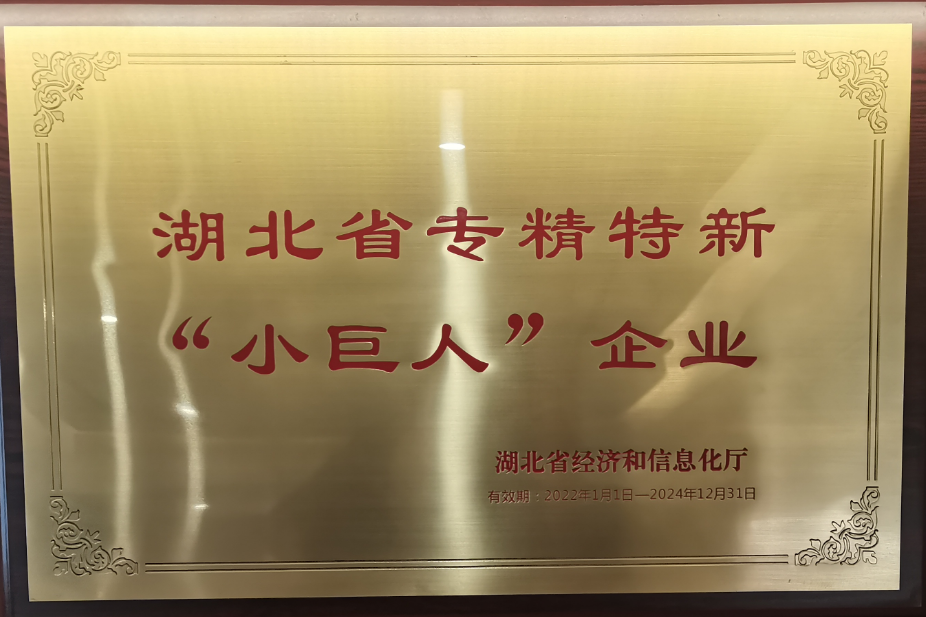 湖北省专精特新
“小巨人”企业
湖北省经济和信息化厅
有效期：2022年1月1日—2024年12月31日